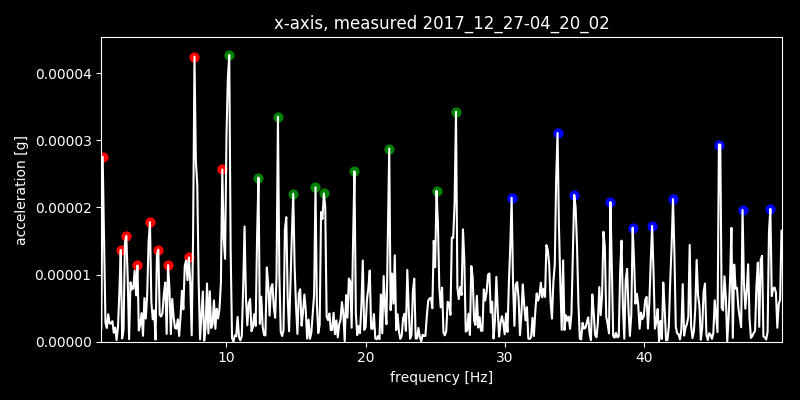 x-axis, measured 2017_12_27-04_20_02
0.00004
0.00003
0.00002
0.00001
0.00000
acceleration [g]
10 20 30 40
frequency [Hz]